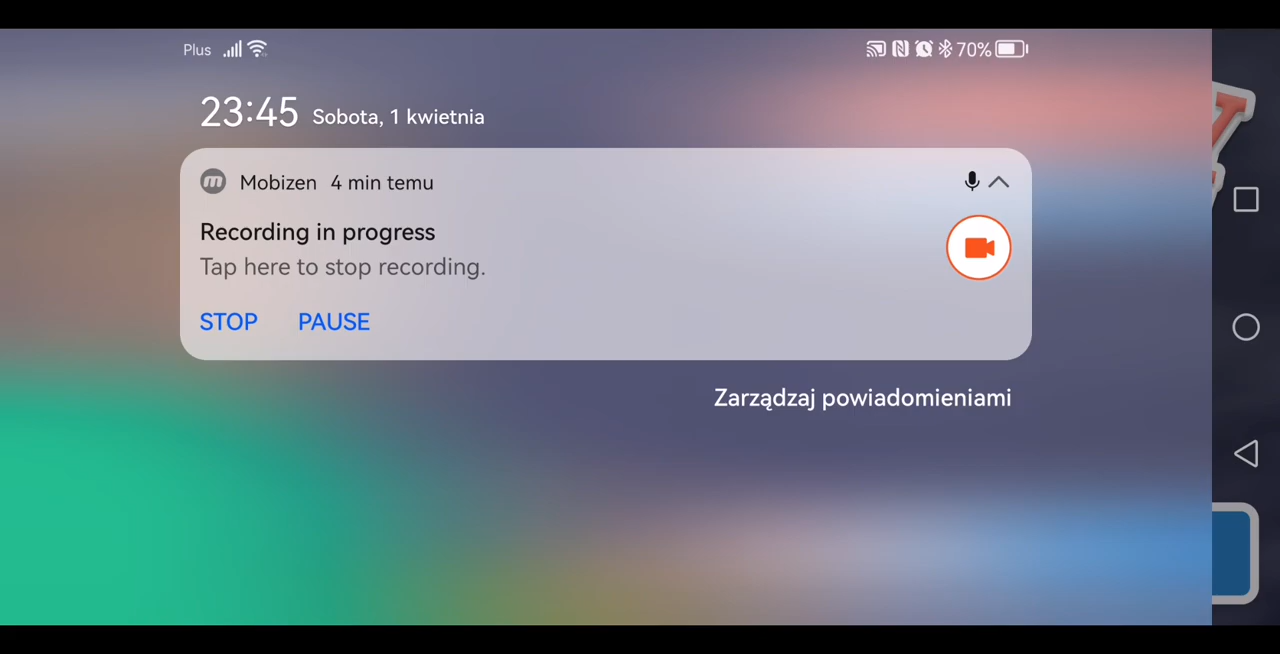 Plus 70%
23:45 Sobota, 1 kwietnia
Mobizen 4 min temu
Recording in progress
Tap here to stop recording.
STOP PAUSE
Zarządzaj powiadomieniami